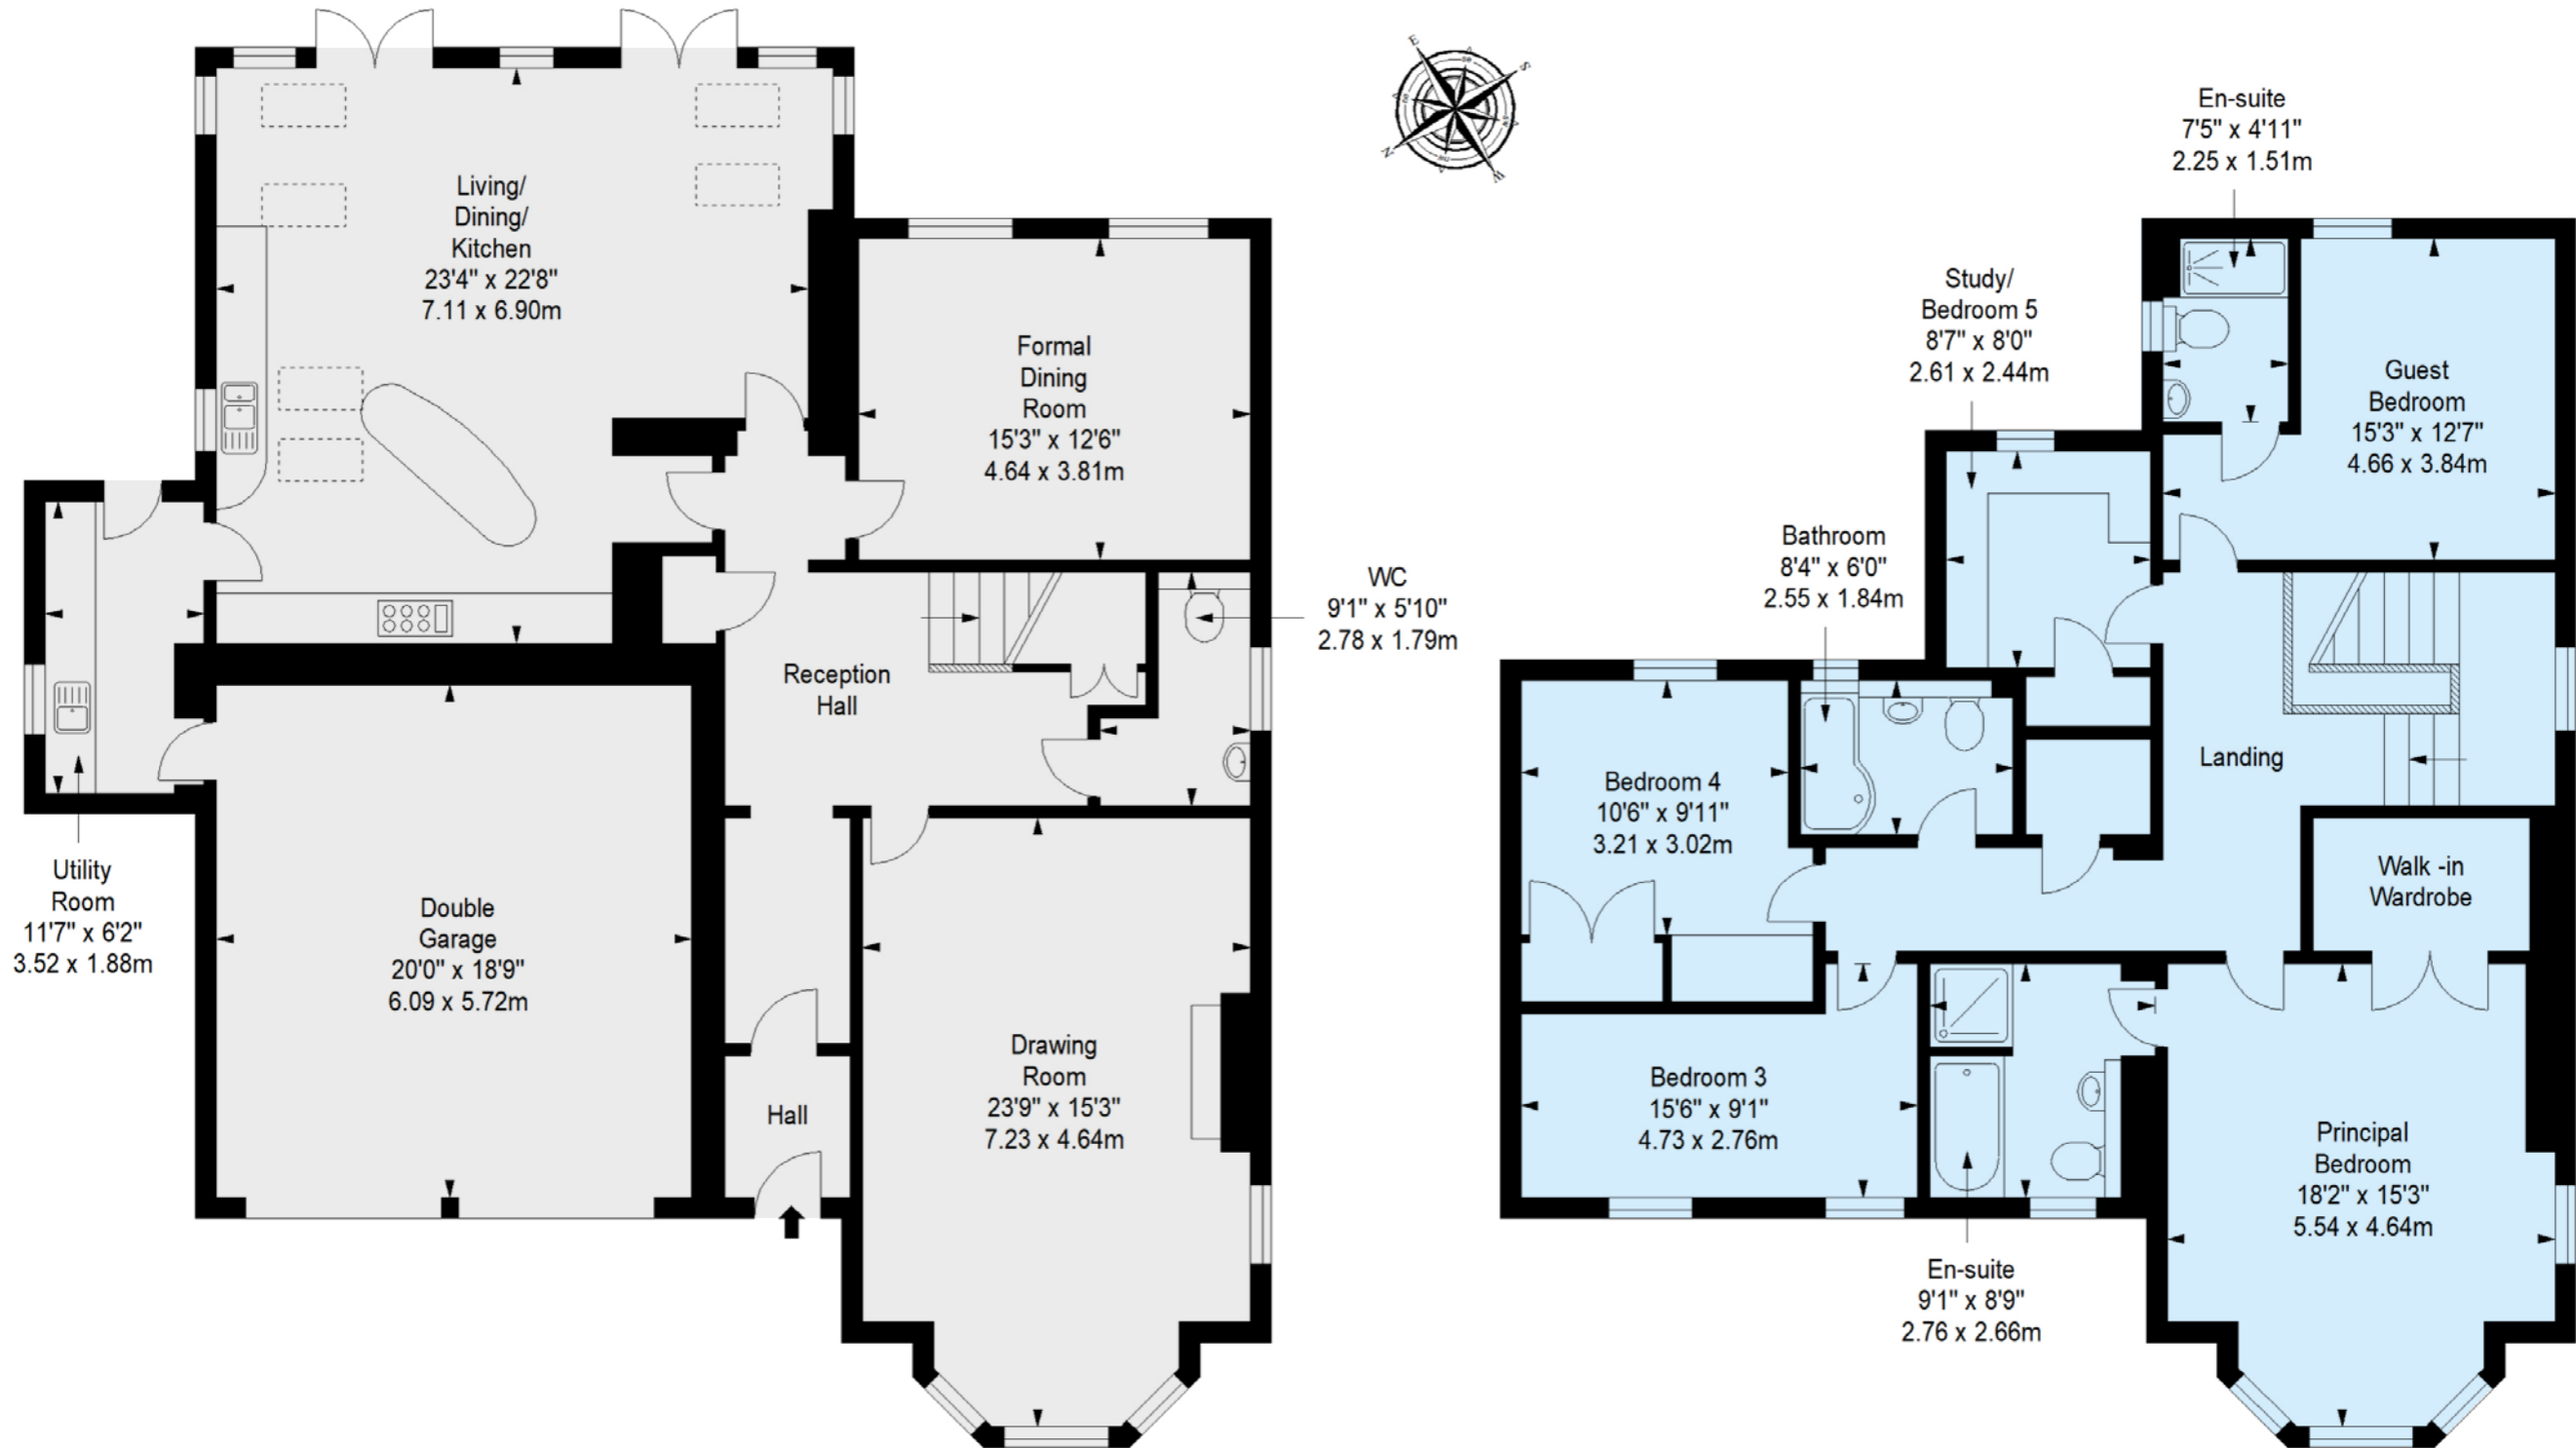 Living/
Dining/
Kitchen
23'4" x 22'8"
7.11 x 6.90m
Formal
Dining
Room
15'3" x 12'6"
4.64 x 3.81m
WC
9'1" x 5'10"
2.78 x 1.79m
Reception
Hall
Utility
Room
11'7" x 6'2"
3.52 x 1.88m
Double
Garage
20'0" x 18'9"
6.09 x 5.72m
Hall
Drawing
Room
23'9" x 15'3"
7.23 x 4.64m
E
S
N
W
En-suite
7'5" x 4'11"
2.25 x 1.51m
Study/
Bedroom 5
8'7" x 8'0"
2.61 x 2.44m
Guest
Bedroom
15'3" x 12'7"
4.66 x 3.84m
Bathroom
8'4" x 6'0"
2.55 x 1.84m
Bedroom 4
10'6" x 9'11"
3.21 x 3.02m
Landing
Walk -in
Wardrobe
Bedroom 3
15'6" x 9'1"
4.73 x 2.76m
Principal
Bedroom
18'2" x 15'3"
5.54 x 4.64m
En-suite
9'1" x 8'9"
2.76 x 2.66m